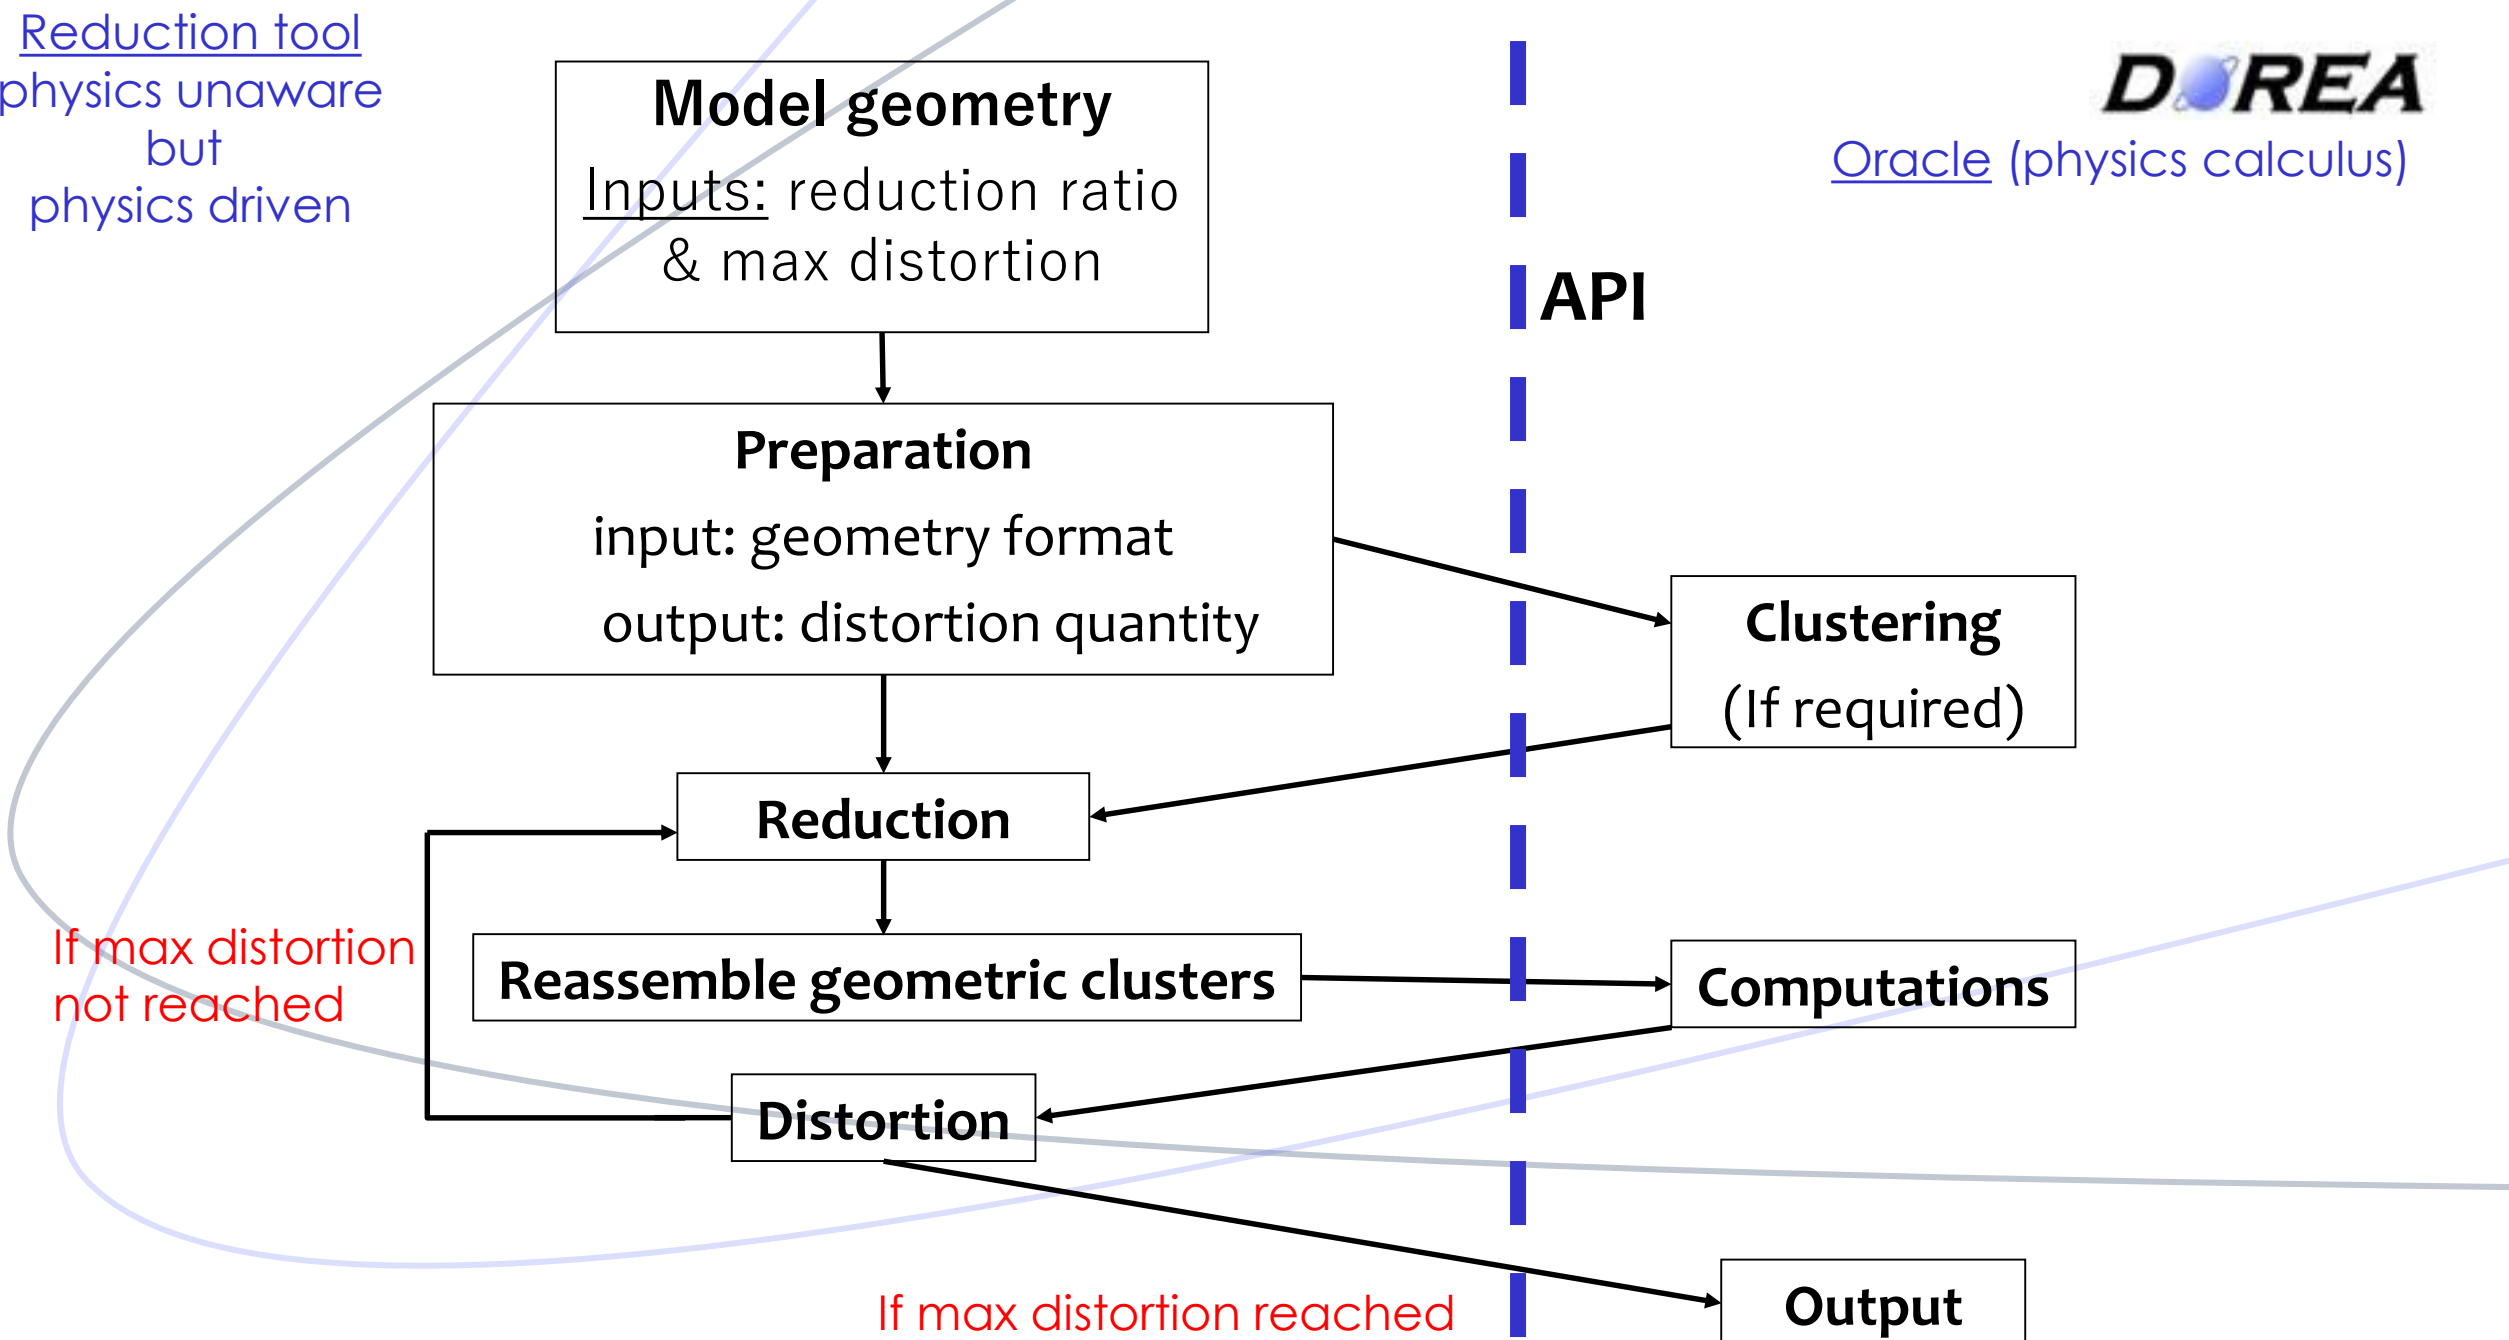 Reduction tool
physics unaware
but
physics driven
Model geometry
Inputs: reduction ratio
& max distortion
API
DOREA
Oracle (physics calculus)
Preparation
input: geometry format
output: distortion quantity
Clustering
(If required)
Reduction
If max distortion
not reached
Reassemble geometric clusters
Computations
Distortion
If max distortion reached
Output